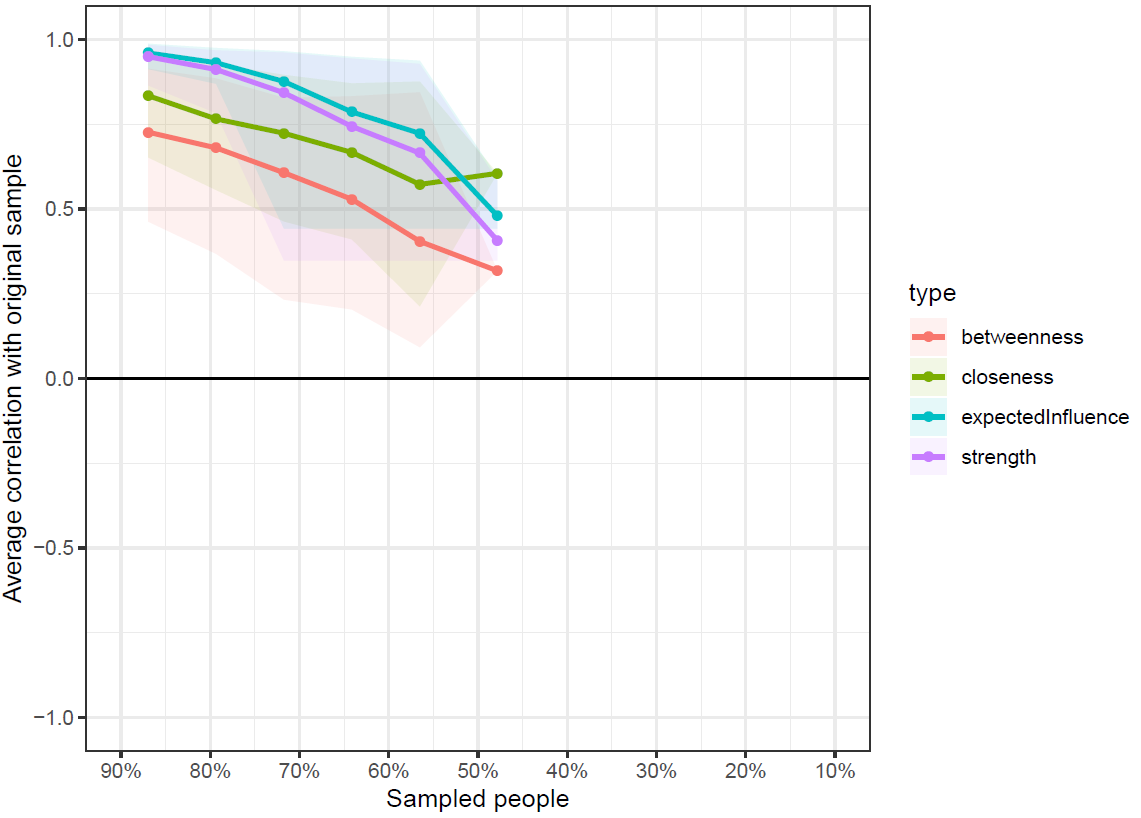 Average correlation with original sample
1.0
0.5
0.0
−0.5
−1.0
90% 80% 70% 60% 50% 40% 30% 20% 10%
Sampled people
type
betweenness
closeness
expectedInfluence
strength